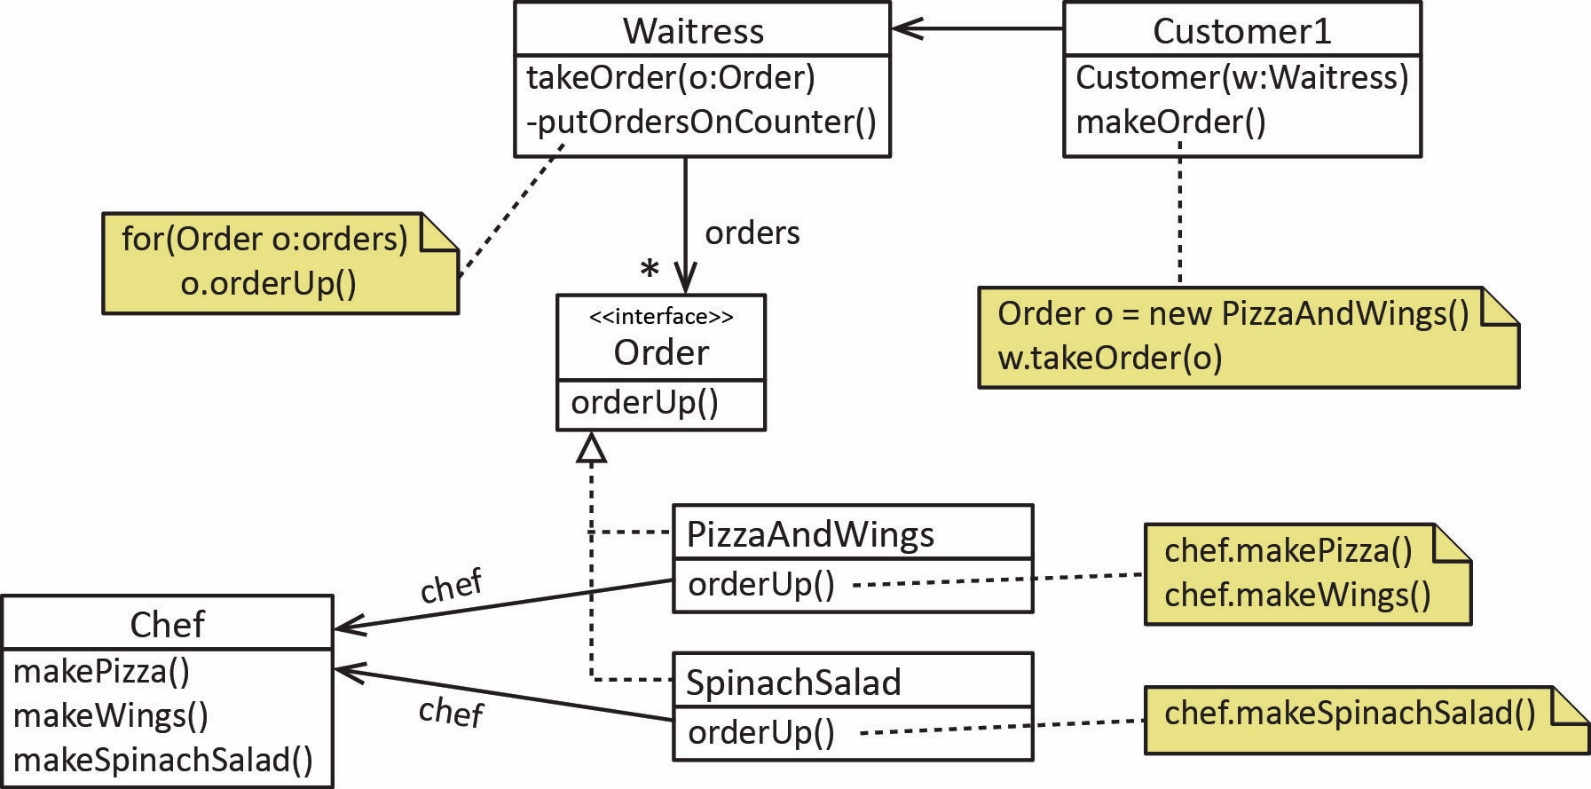 Waitress
takeOrder(o:Order)
-putOrdersOnCounter()
Customer1
Customer(w:Waitress)
makeOrder()
for(Order o:orders)
o.orderUp()
orders
*
<<interface>>
Order
orderUp()
Order o = new PizzaAndWings()
w.takeOrder(o)
PizzaAndWings
orderUp()
chef.makePizza()
chef.makeWings()
chef
Chef
makePizza()
makeWings()
makeSpinachSalad()
chef
SpinachSalad
orderUp()
chef.makeSpinachSalad()